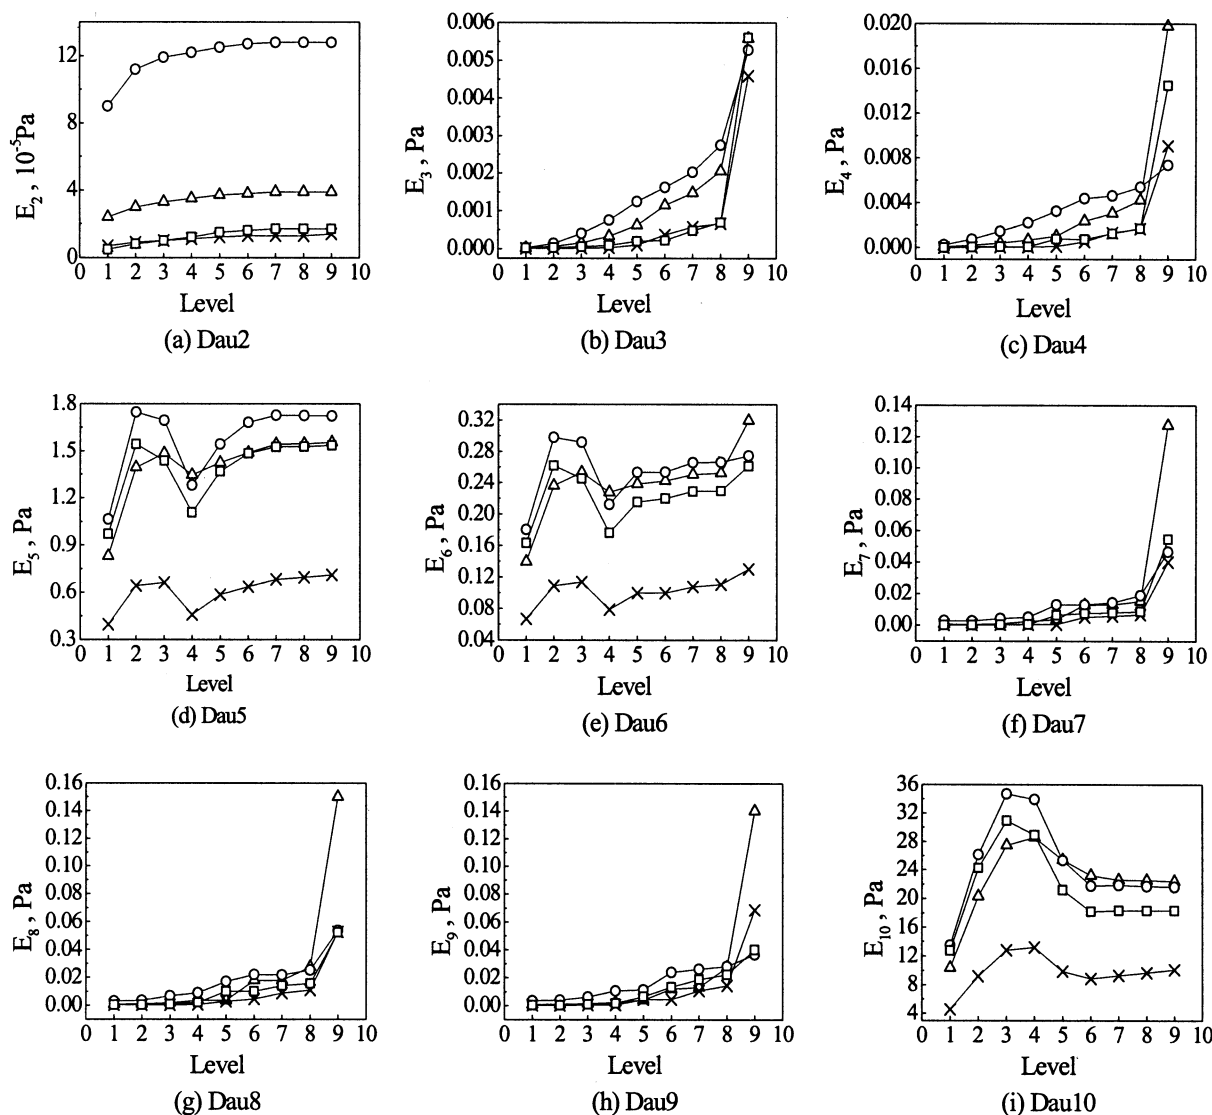 12
8
4
0
E2, 10-5Pa
0 1 2 3 4 5 6 7 8 9 10
Level
(a) Dau2
0.006
0.005
0.004
0.003
0.002
0.001
0.000
E3, Pa
0 1 2 3 4 5 6 7 8 9 10
Level
(b) Dau3
0.020
0.016
0.012
0.008
0.004
0.000
E4, Pa
0 1 2 3 4 5 6 7 8 9 10
Level
(c) Dau4
1.8
1.5
1.2
0.9
0.6
0.3
E5, Pa
0 1 2 3 4 5 6 7 8 9 10
Level
(d) Dau5
0.32
0.28
0.24
0.20
0.16
0.12
0.08
0.04
E6, Pa
0 1 2 3 4 5 6 7 8 9 10
Level
(e) Dau6
0.14
0.12
0.10
0.08
0.06
0.04
0.02
0.00
E7, Pa
0 1 2 3 4 5 6 7 8 9 10
Level
(f) Dau7
0.16
0.14
0.12
0.10
0.08
0.06
0.04
0.02
0.00
E8, Pa
0 1 2 3 4 5 6 7 8 9 10
Level
(g) Dau8
0.16
0.14
0.12
0.10
0.08
0.06
0.04
0.02
0.00
E9, Pa
0 1 2 3 4 5 6 7 8 9 10
Level
(h) Dau9
36
32
28
24
20
16
12
8
4
E10, Pa
0 1 2 3 4 5 6 7 8 9 10
Level
(i) Dau10